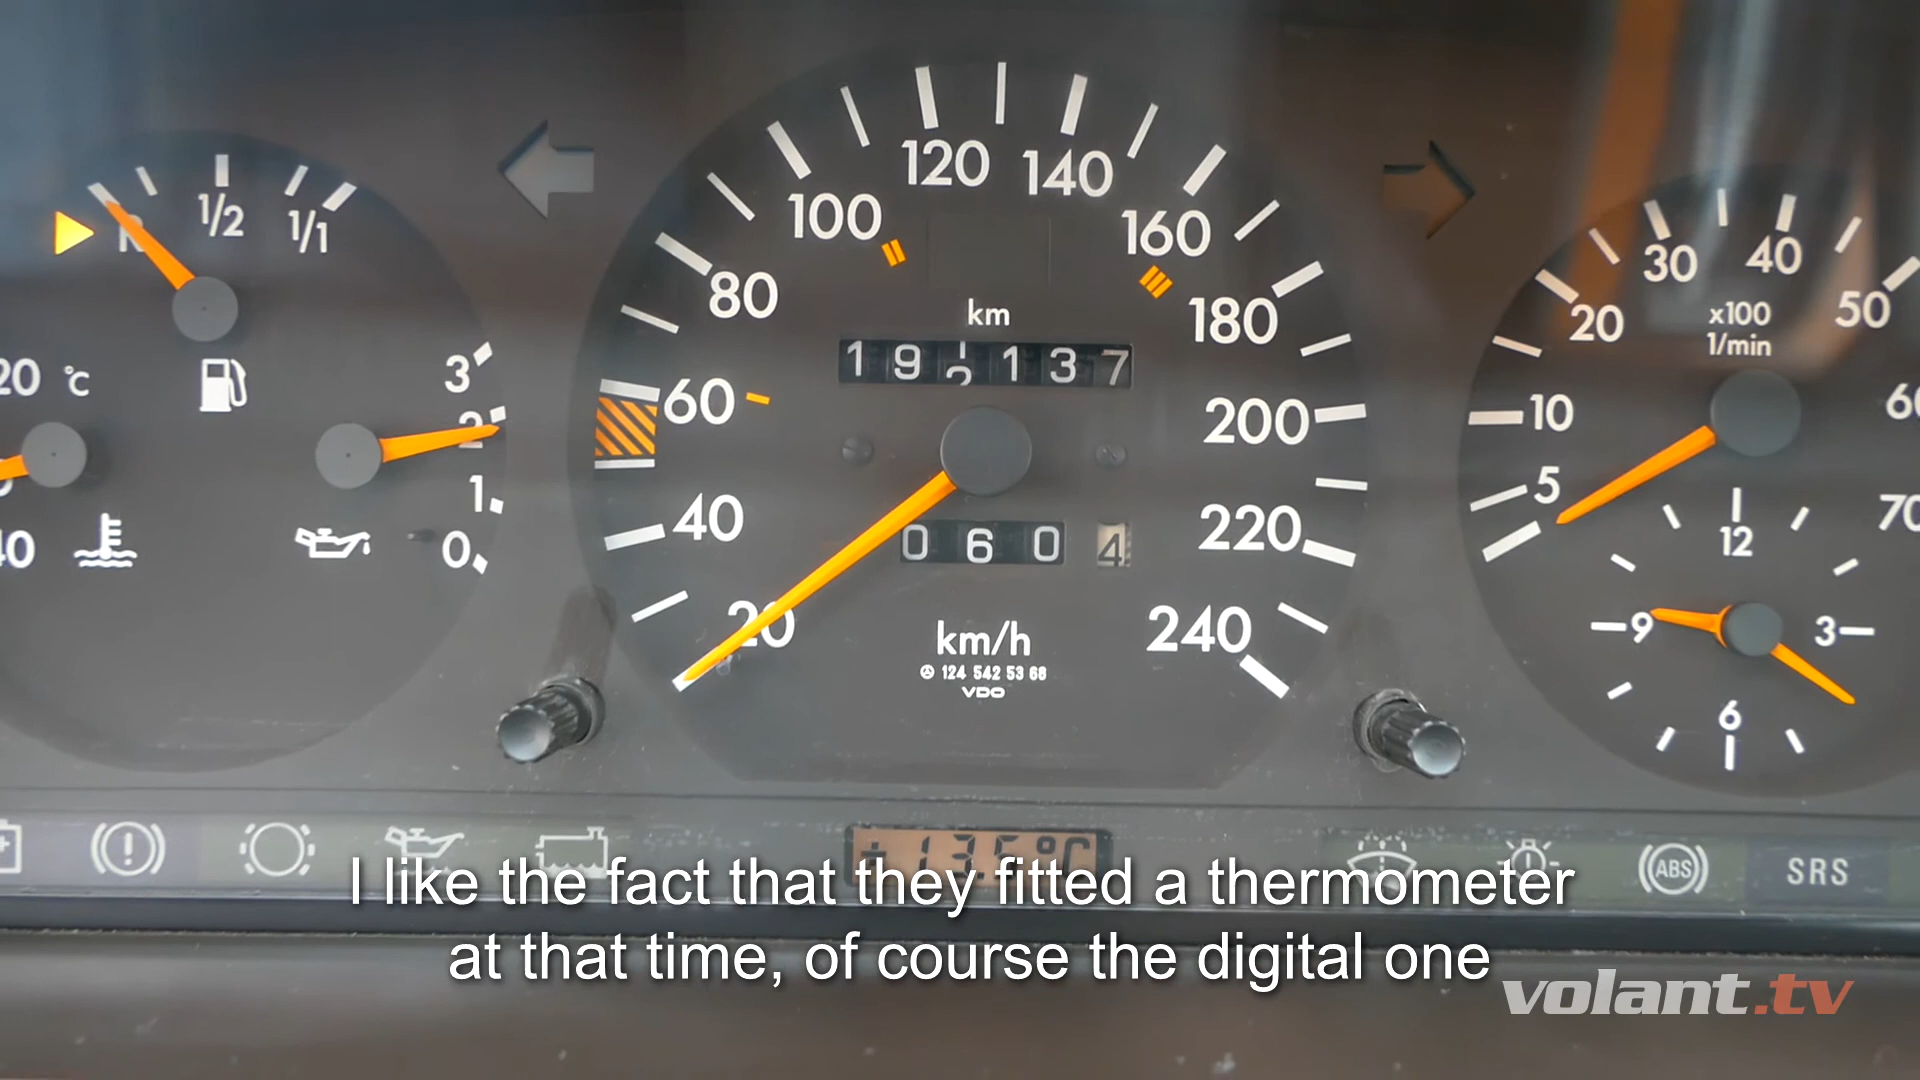 1/2
1/1
R
20 °C
3
2
1
0
40
120
140
100
160
80
180
60
200
40
220
20
240
km
km/h
124 542 53 68
VDO
0 6 0 4
30
40
20
50
x100
1/min
10
60
5
70
12
9
3
6
ABS
SRS
I like the fact that they fitted a thermometer
at that time, of course the digital one
volant.tv